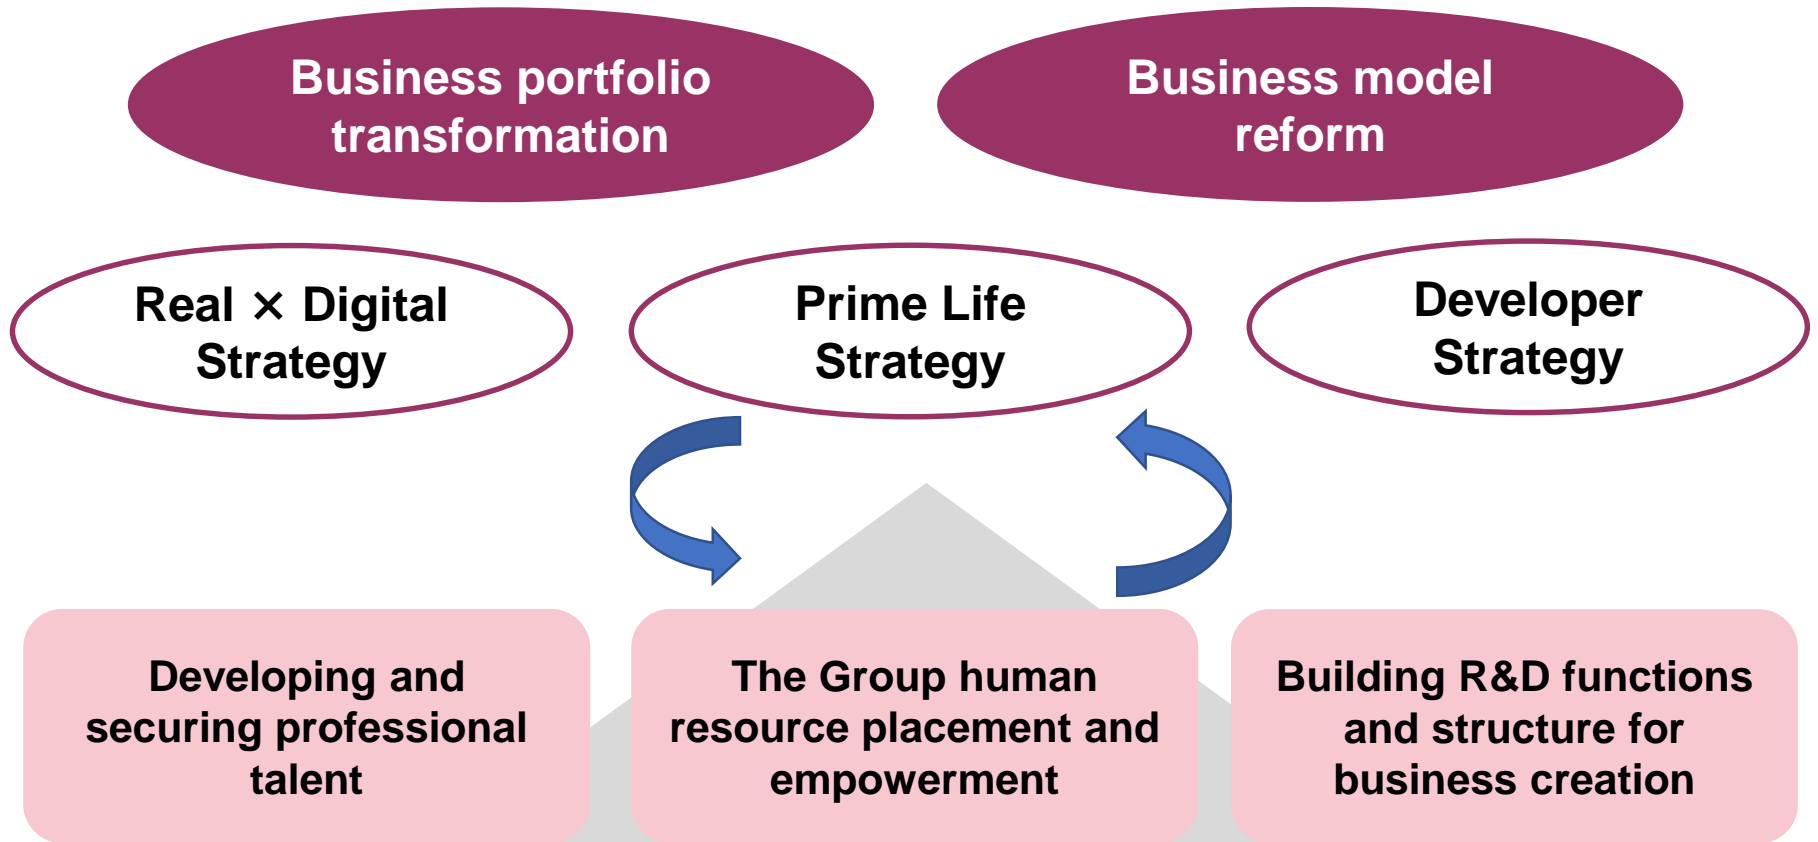 Business portfolio
transformation
Business model
reform
Real × Digital
Strategy
Prime Life
Strategy
Developer
Strategy
Developing and
securing professional
talent
The Group human
resource placement and
empowerment
Building R&D functions
and structure for
business creation